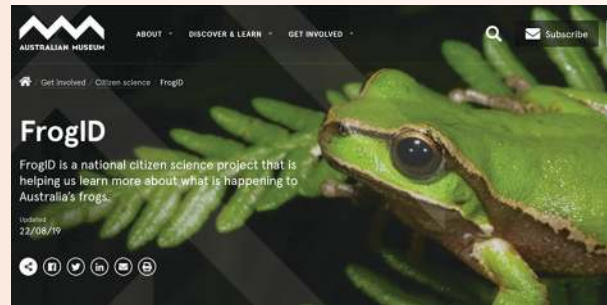 AUSTRALIAN MUSEUM
ABOUT
DISCOVER & LEARN
GET INVOLVED
Subscribe
Get Involved / Citizen science / FrogID
FrogID
FrogID is a national citizen science project that is
helping us learn more about what is happening to
Australia's frogs.
Updated
22/08/19